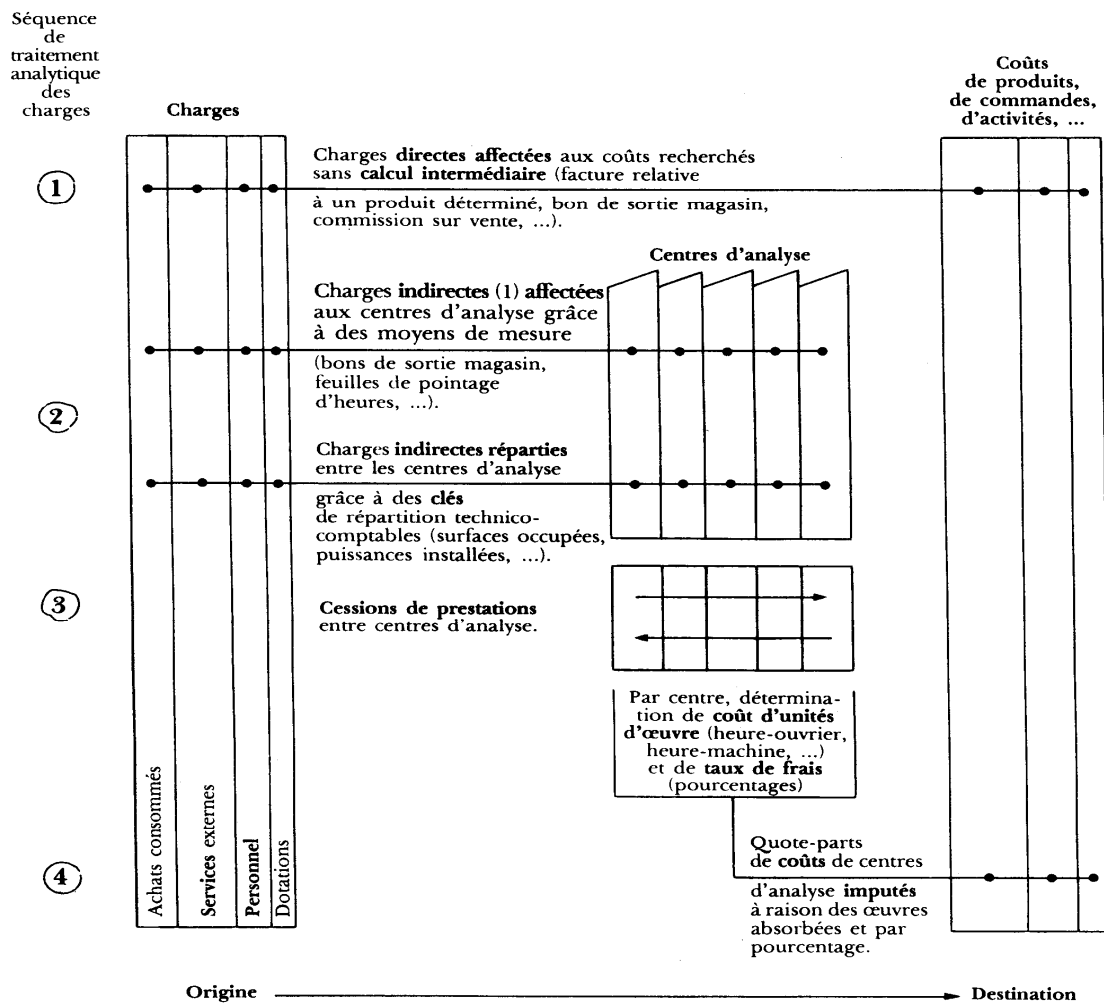 Séquence
de
traitement
analytique
des
charges
Charges
Coûts
de produits,
de commandes,
d'activités, ...
1
Charges directes affectées aux coûts recherchés
sans calcul intermédiaire (facture relative
à un produit déterminé, bon de sortie magasin,
commission sur vente, ...).
Centres d'analyse
2
Charges indirectes (1) affectées
aux centres d'analyse grâce
à des moyens de mesure
(bons de sortie magasin,
feuilles de pointage
d'heures, ...).
Charges indirectes réparties
entre les centres d'analyse
grâce à des clés
de répartition technico-
comptables (surfaces occupées,
puissances installées, ...).
3
Cessions de prestations
entre centres d'analyse.
Par centre, détermina-
tion de coût d'unités
d'œuvre (heure-ouvrier,
heure-machine, ...)
et de taux de frais
(pourcentages)
Achats consommés
Services externes
Personnel
Dotations
4
Quote-parts
de coûts de centres
d'analyse imputés
à raison des œuvres
absorbées et par
pourcentage.
Origine
Destination